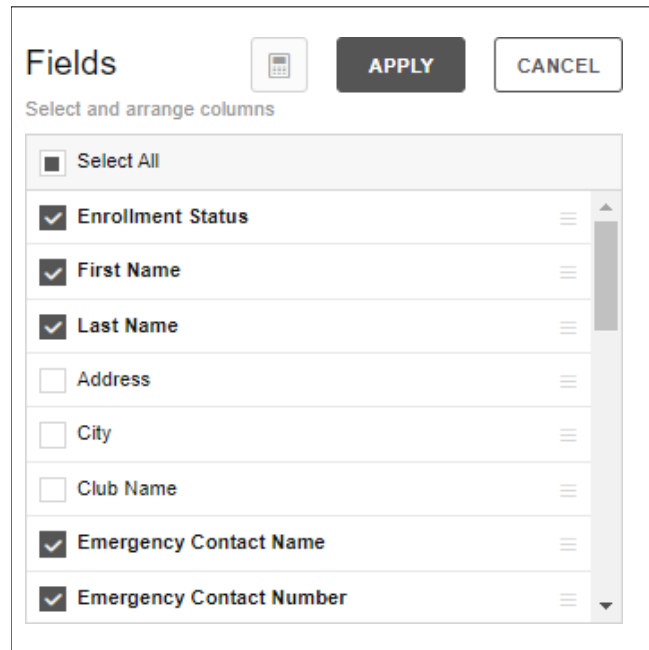 Fields
APPLY
CANCEL
Select and arrange columns
Select All
Enrollment Status
First Name
Last Name
Address
City
Club Name
Emergency Contact Name
Emergency Contact Number